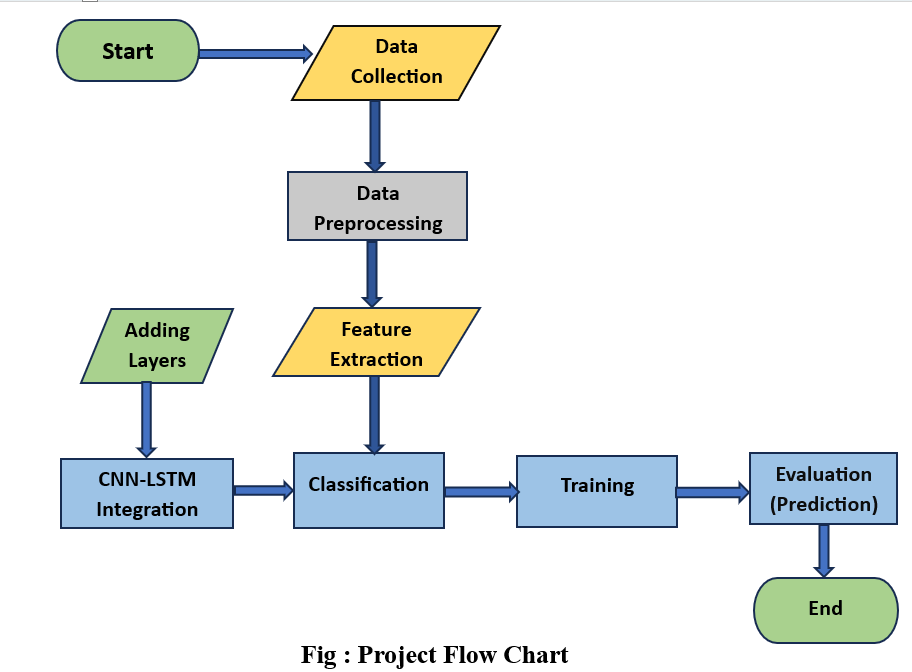 Start
Data
Collection
Data
Preprocessing
Feature
Extraction
Adding
Layers
CNN-LSTM
Integration
Classification
Training
Evaluation
(Prediction)
End
Fig : Project Flow Chart